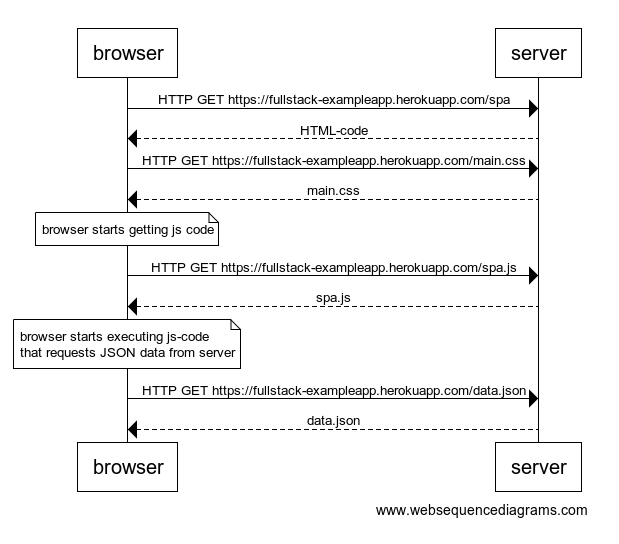 browser
server
HTTP GET https://fullstack-exampleapp.herokuapp.com/spa
HTML-code
HTTP GET https://fullstack-exampleapp.herokuapp.com/main.css
main.css
browser starts getting js code
HTTP GET https://fullstack-exampleapp.herokuapp.com/spa.js
spa.js
browser starts executing js-code
that requests JSON data from server
HTTP GET https://fullstack-exampleapp.herokuapp.com/data.json
data.json
browser
server
www.websequencediagrams.com